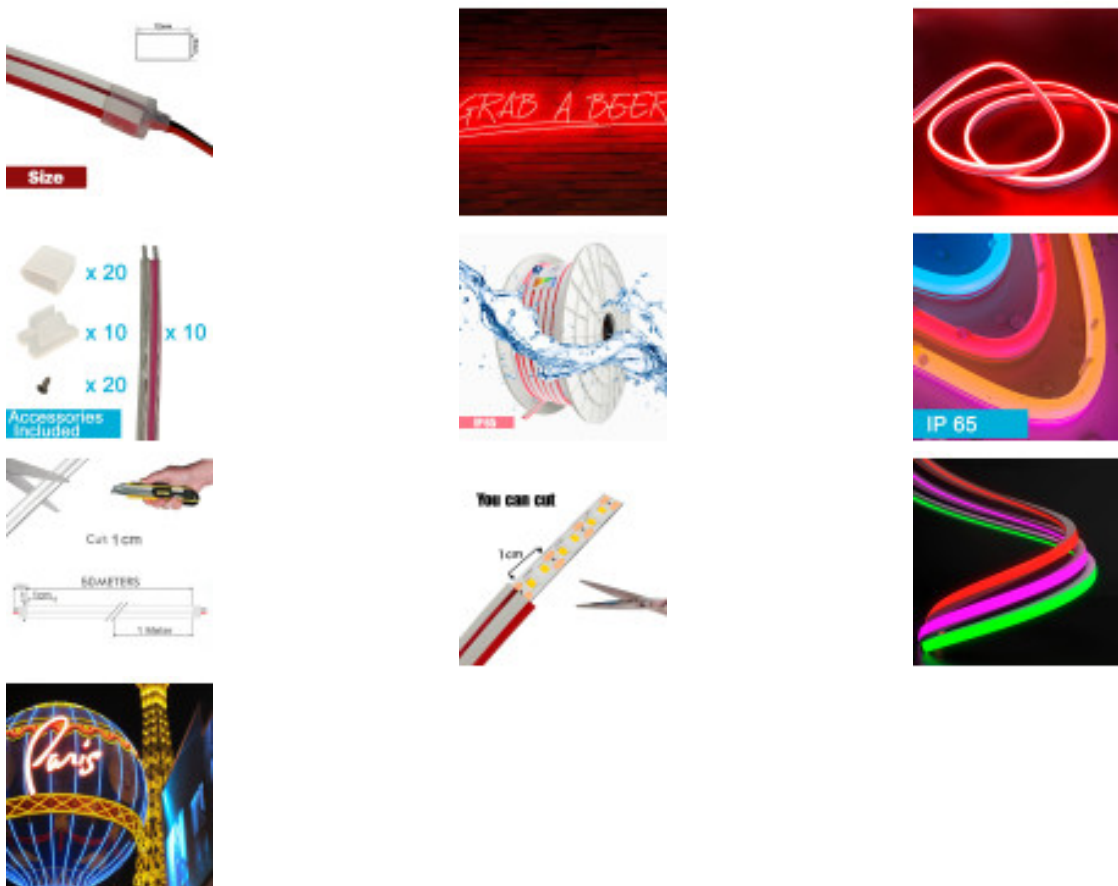 Size
GRAB A BEER
x 20
x 10
x 10
x 20
Accessories
Included
IP65
IP 65
Cut 1cm
50METERS
1cm
1 Meter
You can cut
1cm
Paris